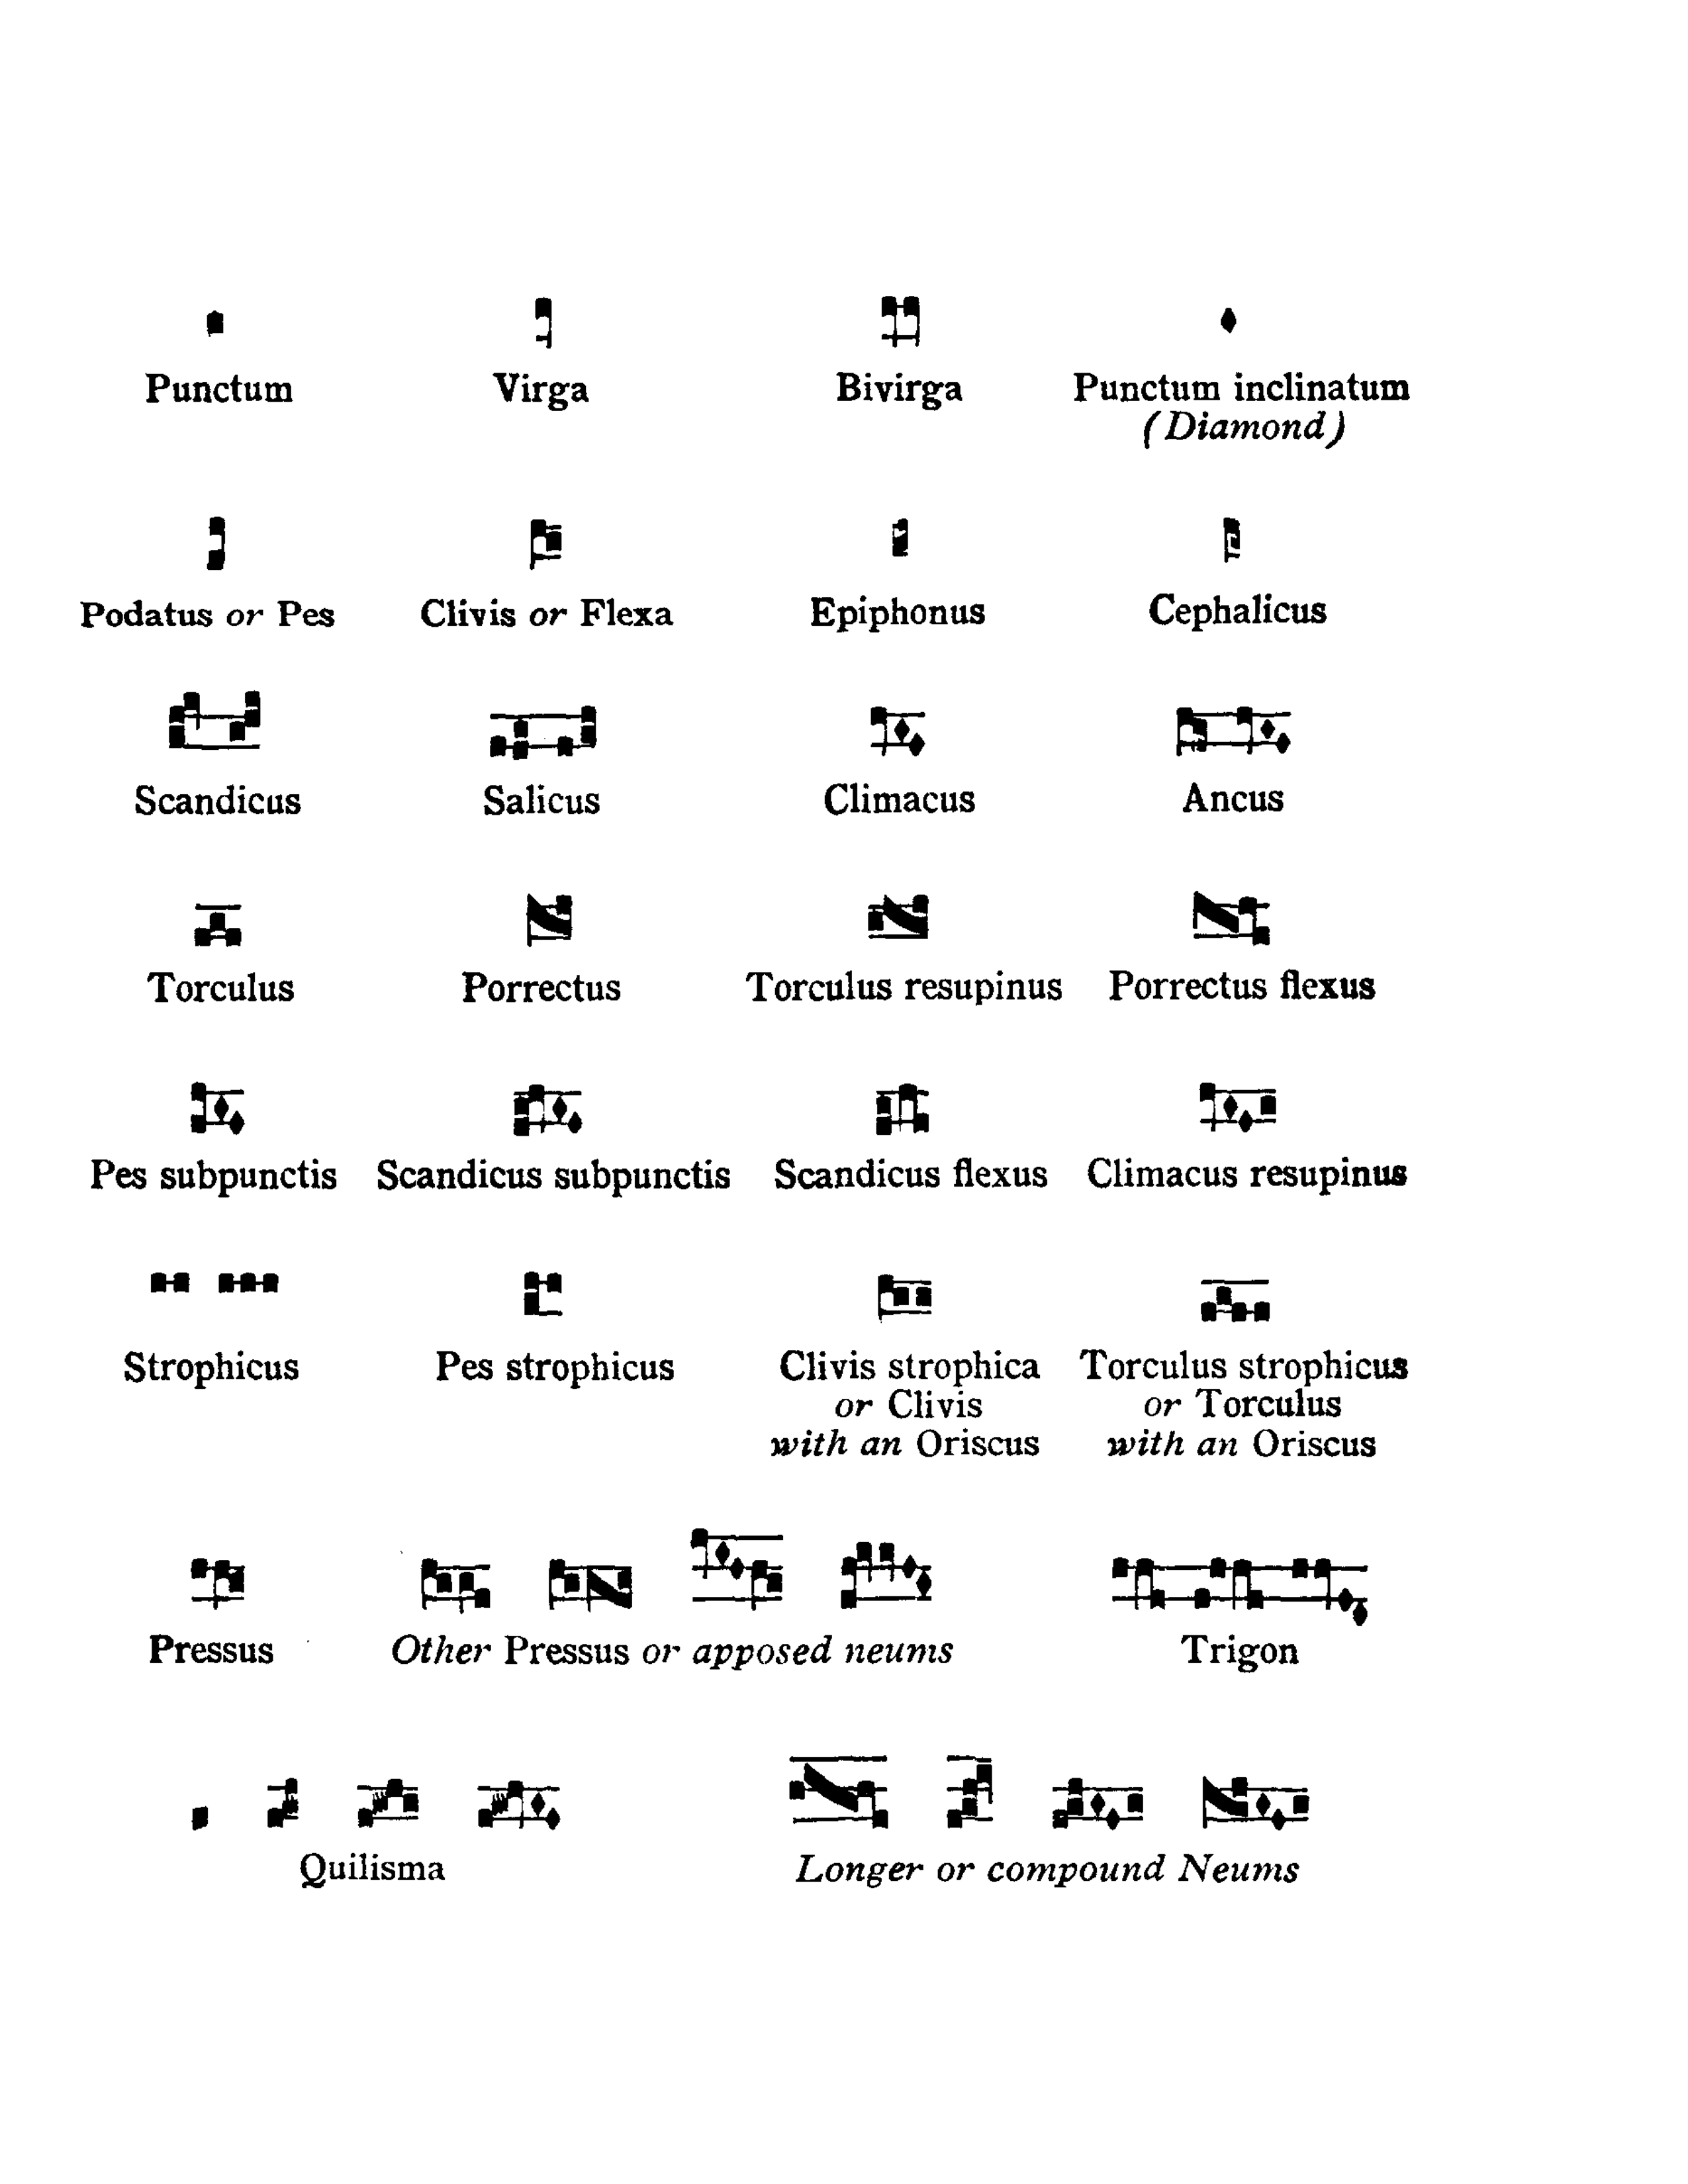 Punctum Virga Bivirga Punctum inclinatum
(Diamond)
Podatus or Pes Clivis or Flexa Epiphonus Cephalicus
Scandicus Salicus Climacus Ancus
Torculus Porrectus Torculus resupinus Porrectus flexus
Pes subpunctis Scandicus subpunctis Scandicus flexus Climacus resupinus
Strophicus Pes strophicus Clivis strophica Torculus strophicus
or Clivis or Torculus
with an Oriscus with an Oriscus
Pressus Other Pressus or apposed neums Trigon
Quilisma Longer or compound Neums